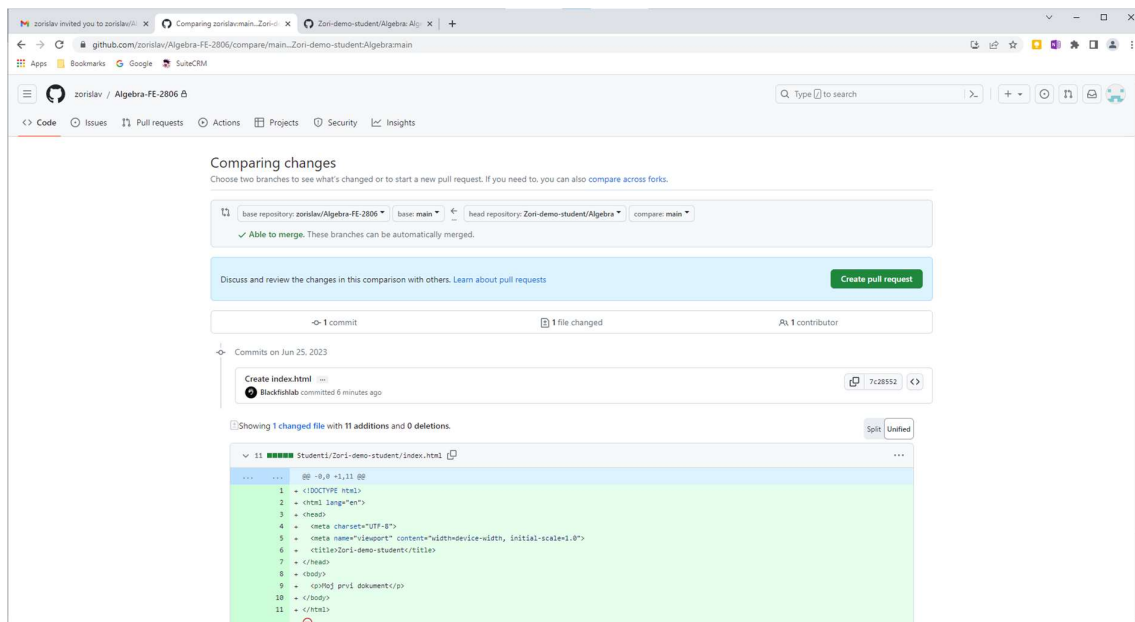 zorislav invited you to zorislav/Al
Comparing zorislav:main...Zori-d
Zori-demo-student/Algebra: Alg
github.com/zorislav/Algebra-FE-2806/compare/main...Zori-demo-student:Algebra:main
Apps Bookmarks Google SuiteCRM
zorislav / Algebra-FE-2806
Type / to search
Code Issues Pull requests Actions Projects Security Insights
Comparing changes
Choose two branches to see what's changed or to start a new pull request. If you need to, you can also compare across forks.
base repository: zorislav/Algebra-FE-2806 base: main ← head repository: Zori-demo-student/Algebra compare: main
✓ Able to merge. These branches can be automatically merged.
Discuss and review the changes in this comparison with others. Learn about pull requests
Create pull request
1 commit 1 file changed 1 contributor
Commits on Jun 25, 2023
Create index.html ...
Blackfishlab committed 6 minutes ago
7c28552 <>
Showing 1 changed file with 11 additions and 0 deletions.
Split Unified
11 Studenti/Zori-demo-student/index.html ...
... ... @@ -0,0 +1,11 @@
1 + <!DOCTYPE html>
2 + <html lang="en">
3 + <head>
4 + <meta charset="UTF-8">
5 + <meta name="viewport" content="width=device-width, initial-scale=1.0">
6 + <title>Zori-demo-student</title>
7 + </head>
8 + <body>
9 + <p>Moj prvi dokument</p>
10 + </body>
11 + </html>